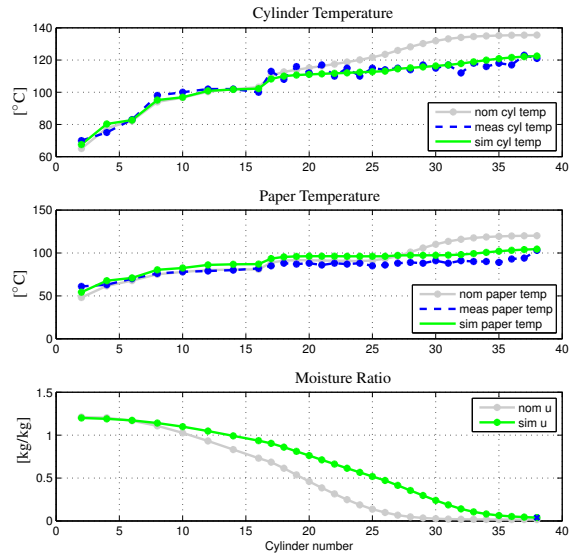 Cylinder Temperature
140
120
100
80
60
[°C]
0 5 10 15 20 25 30 35 40
nom cyl temp
meas cyl temp
sim cyl temp
Paper Temperature
150
100
50
0
[°C]
0 5 10 15 20 25 30 35 40
nom paper temp
meas paper temp
sim paper temp
Moisture Ratio
1.5
1
0.5
0
[kg/kg]
0 5 10 15 20 25 30 35 40
nom u
sim u
Cylinder number